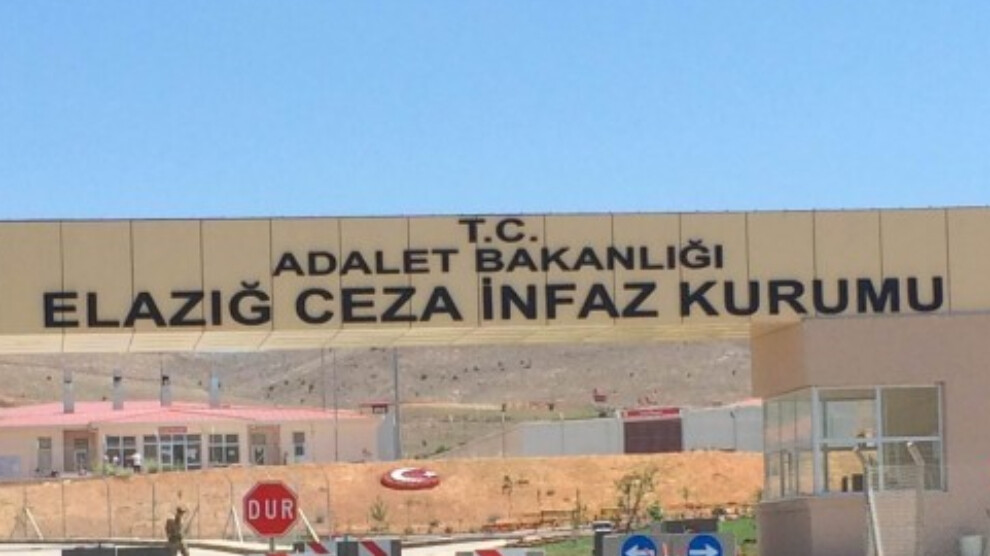 T.C.
ADALET BAKANLIĞI
ELAZIĞ CEZA İNFAZ KURUMU
DUR